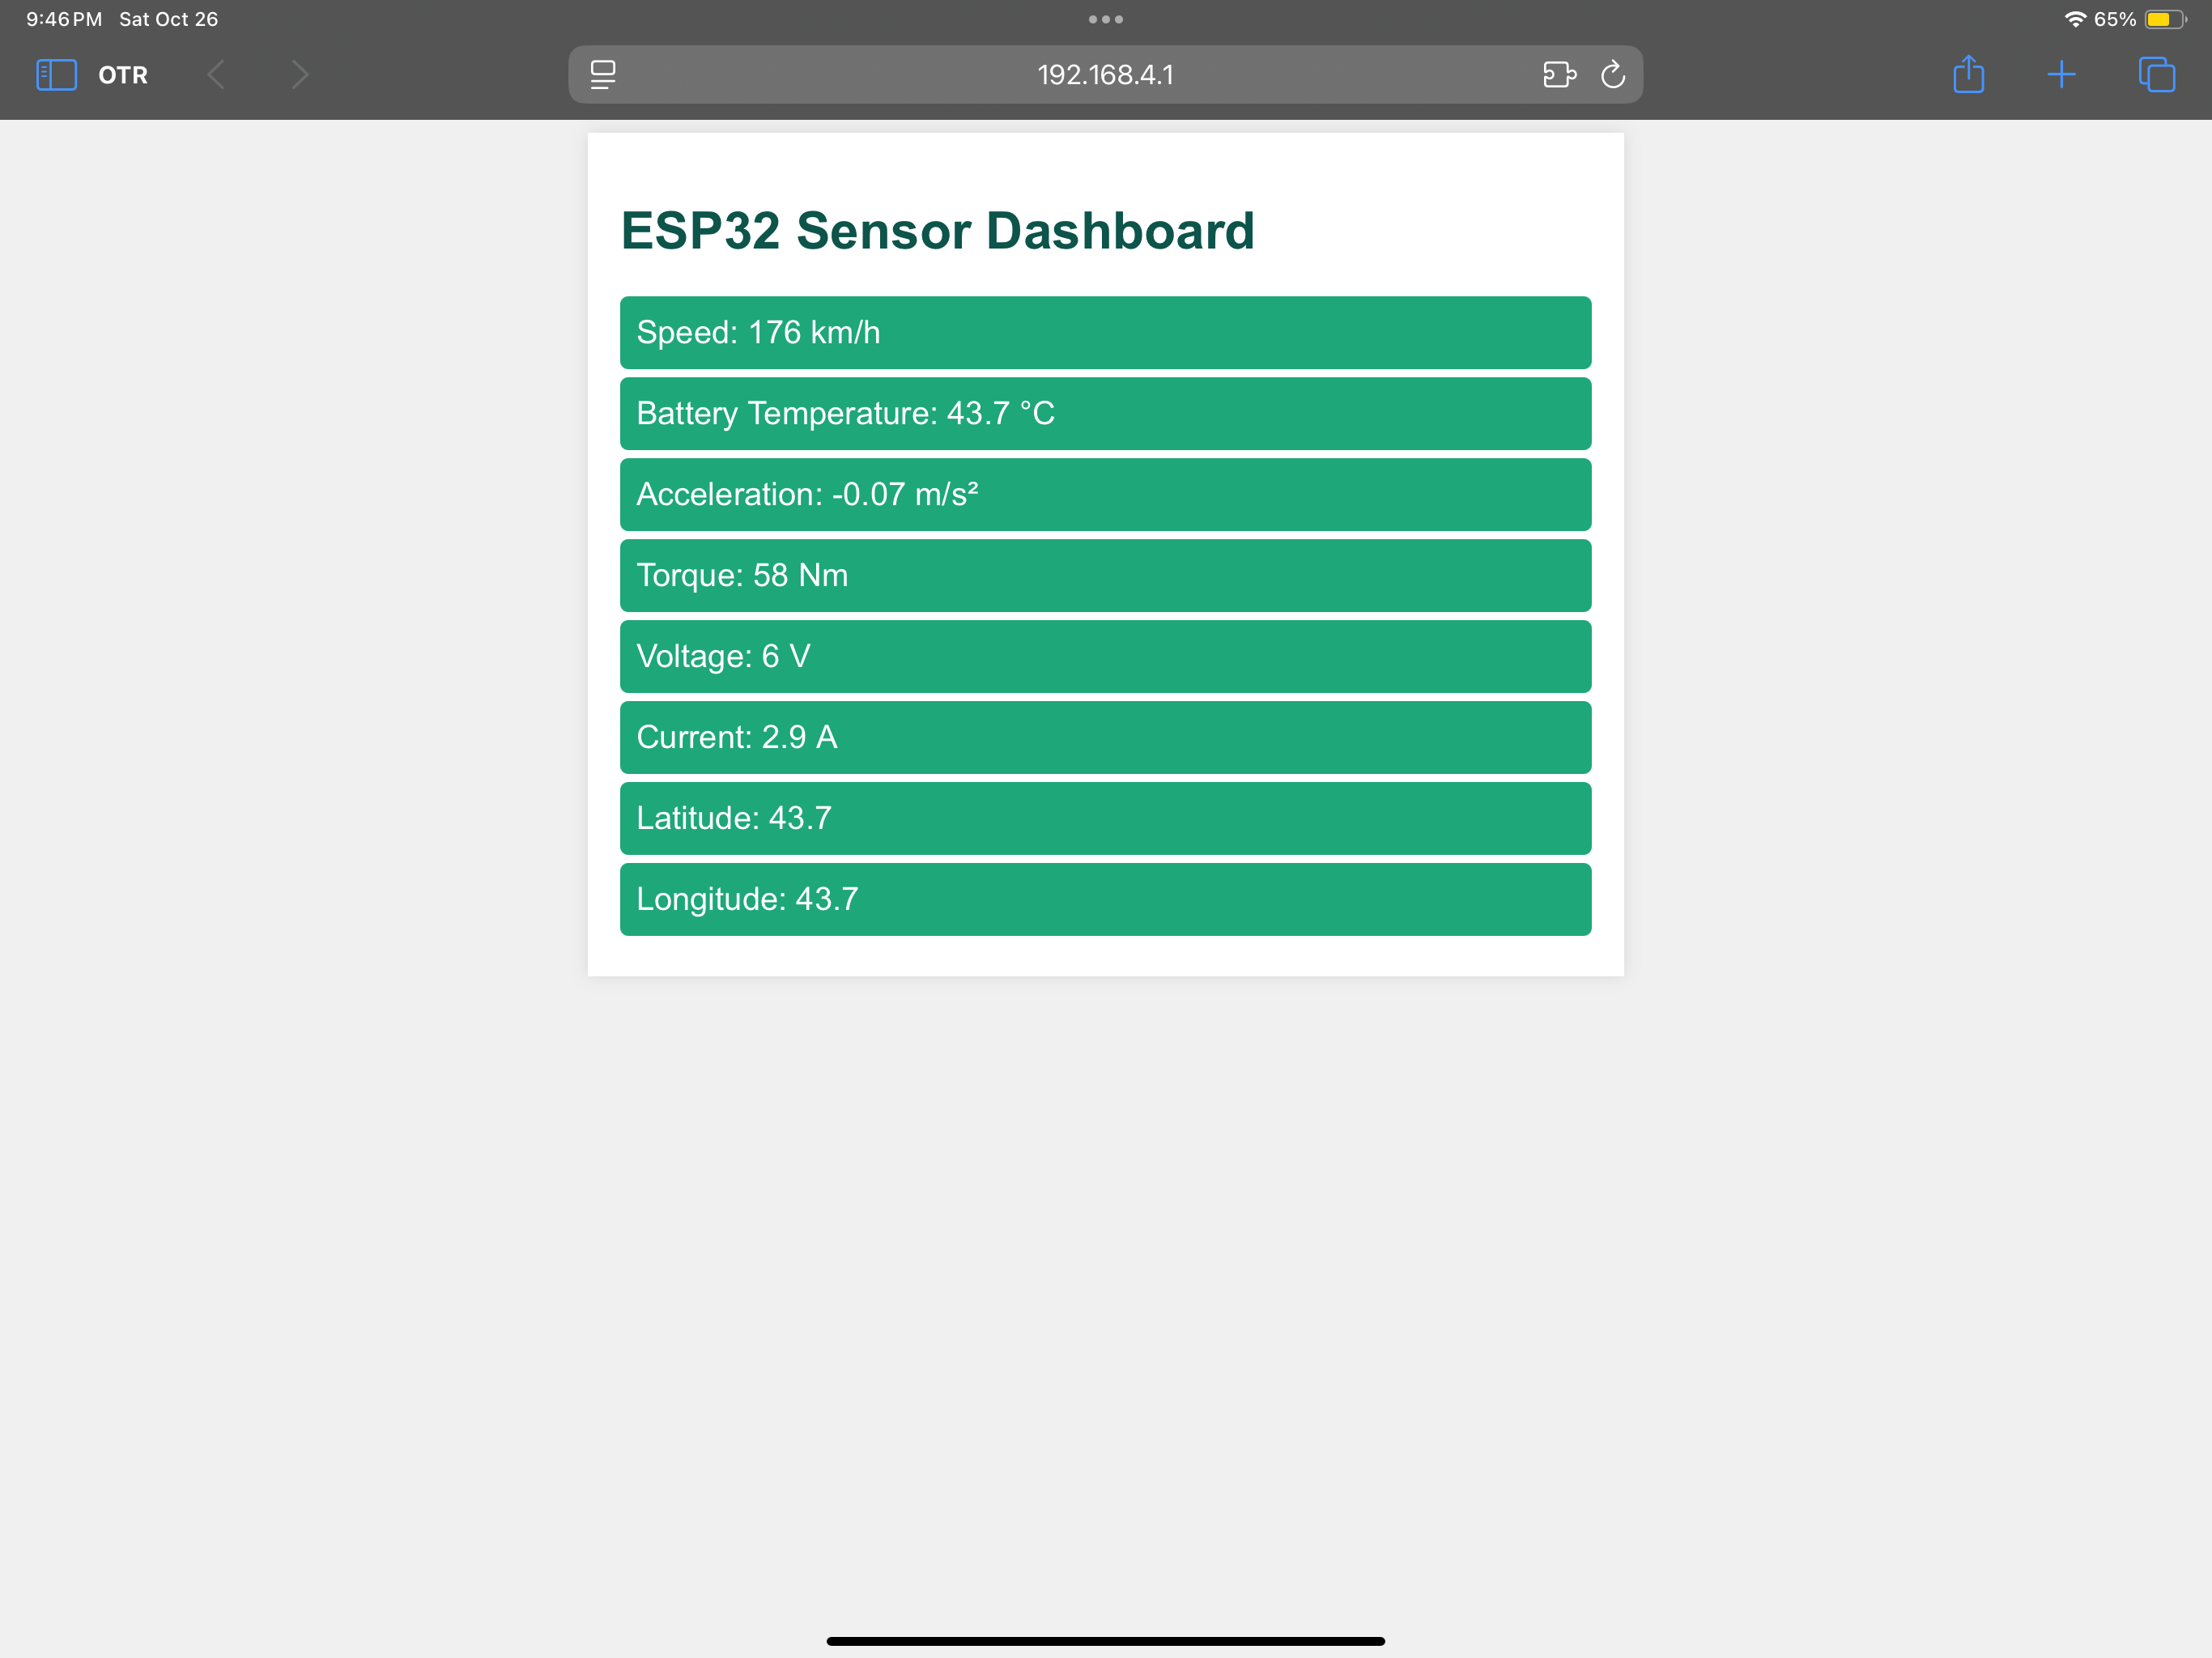 9:46 PM Sat Oct 26
65%
OTR
192.168.4.1
ESP32 Sensor Dashboard
Speed: 176 km/h
Battery Temperature: 43.7 °C
Acceleration: -0.07 m/s²
Torque: 58 Nm
Voltage: 6 V
Current: 2.9 A
Latitude: 43.7
Longitude: 43.7